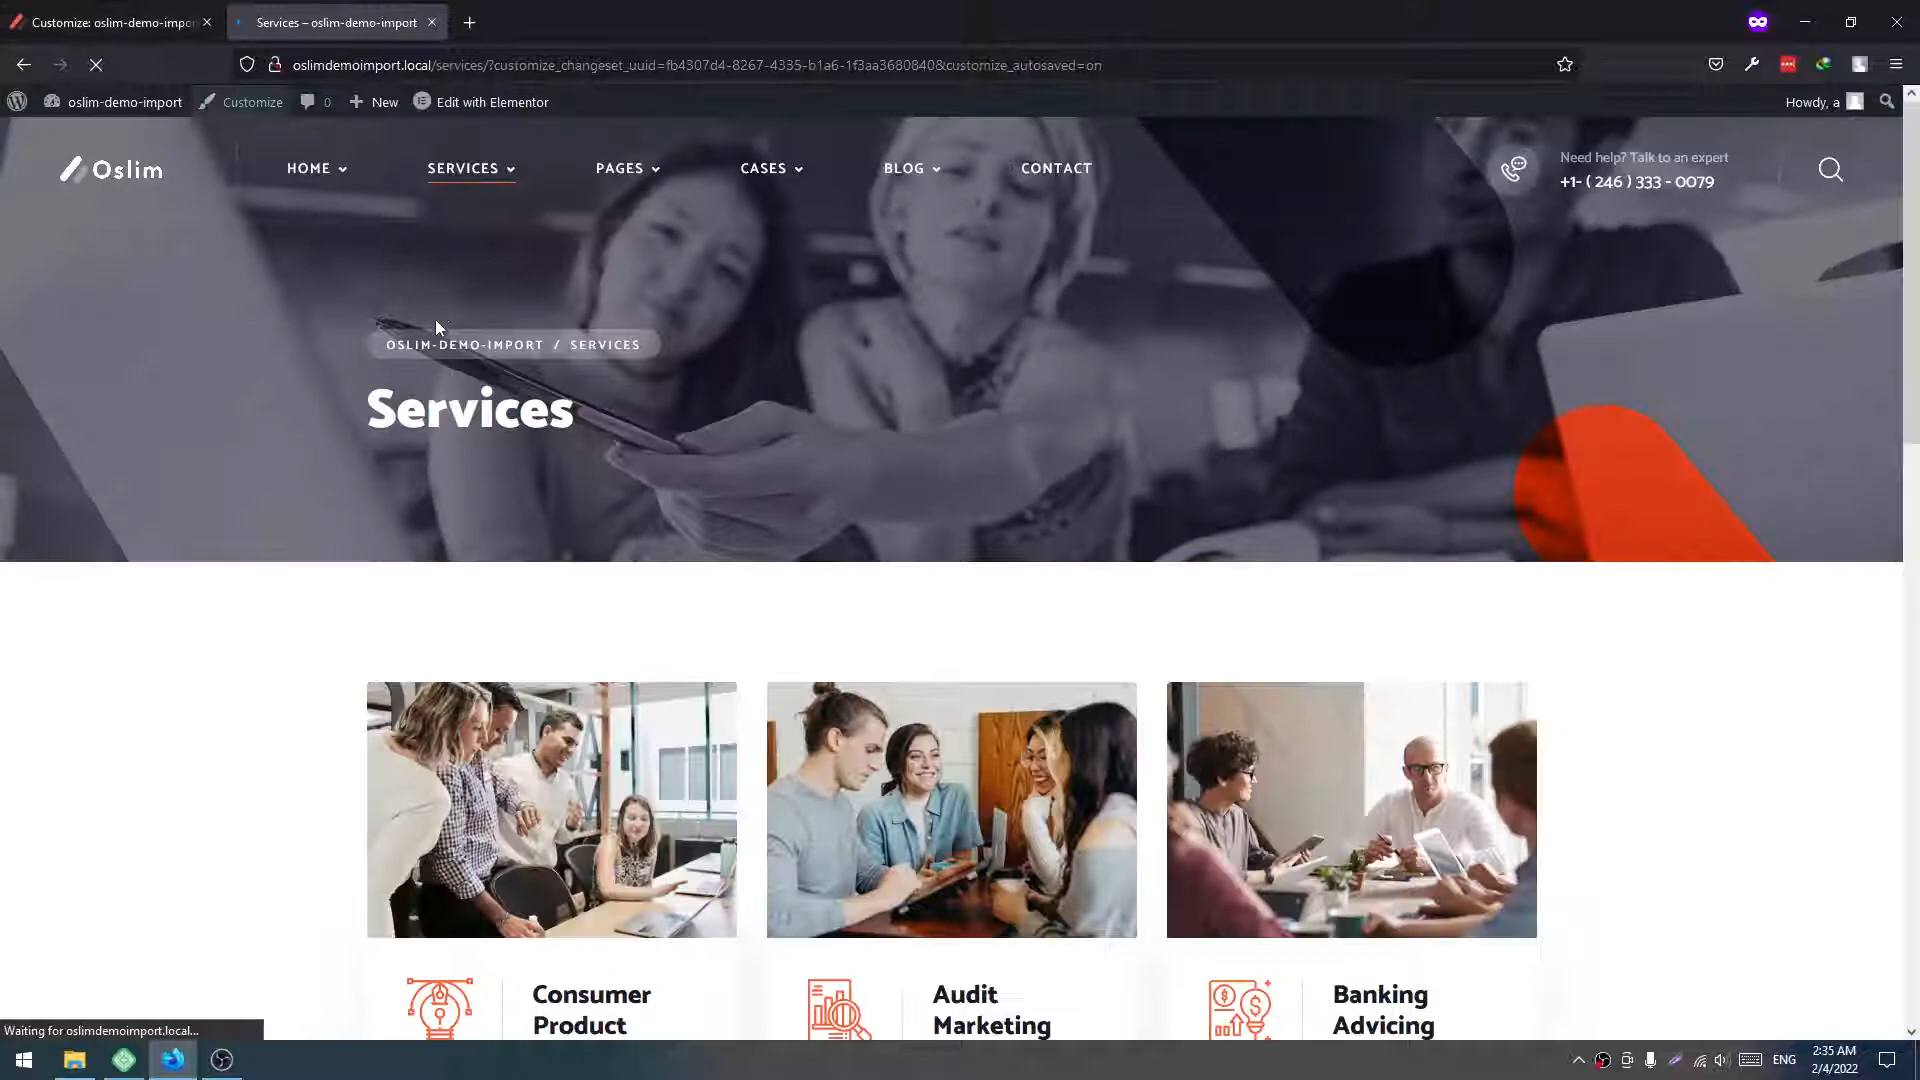 Customize: oslim-demo-impor
Services – oslim-demo-import
oslimdemoimport.local/services/?customize_changeset_uuid=fb4307d4-8267-4335-b1a6-1f3aa3680840&customize_autosaved=on
oslim-demo-import
Customize
0
New
Edit with Elementor
Howdy, a
Oslim
HOME
SERVICES
PAGES
CASES
BLOG
CONTACT
Need help? Talk to an expert
+1- ( 246 ) 333 - 0079
OSLIM-DEMO-IMPORT / SERVICES
Services
Consumer
Product
Audit
Marketing
Banking
Advicing
Waiting for oslimdemoimport.local...
ENG
2:35 AM
2/4/2022